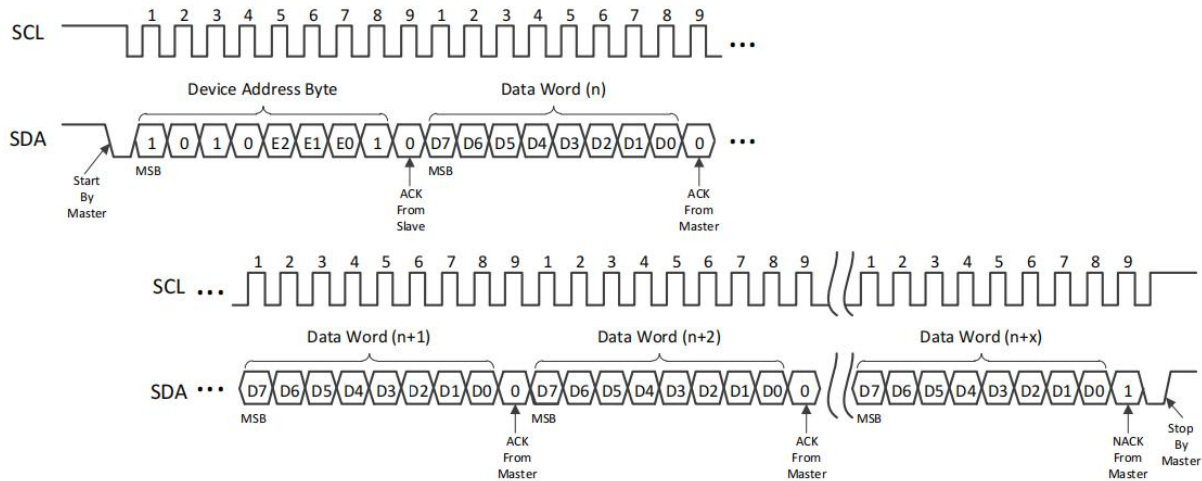 1 2 3 4 5 6 7 8 9 1 2 3 4 5 6 7 8 9
SCL ...
Device Address Byte Data Word (n)
SDA 1 0 1 0 E2 E1 E0 1 0 D7 D6 D5 D4 D3 D2 D1 D0 0 ...
MSB MSB
Start
By
Master
ACK
From
Slave
ACK
From
Master
1 2 3 4 5 6 7 8 9 1 2 3 4 5 6 7 8 9 1 2 3 4 5 6 7 8 9
SCL ...
Data Word (n+1) Data Word (n+2) Data Word (n+x)
SDA ... D7 D6 D5 D4 D3 D2 D1 D0 0 D7 D6 D5 D4 D3 D2 D1 D0 0 D7 D6 D5 D4 D3 D2 D1 D0 1
MSB MSB MSB
ACK
From
Master
ACK
From
Master
NACK
From
Master
Stop
By
Master